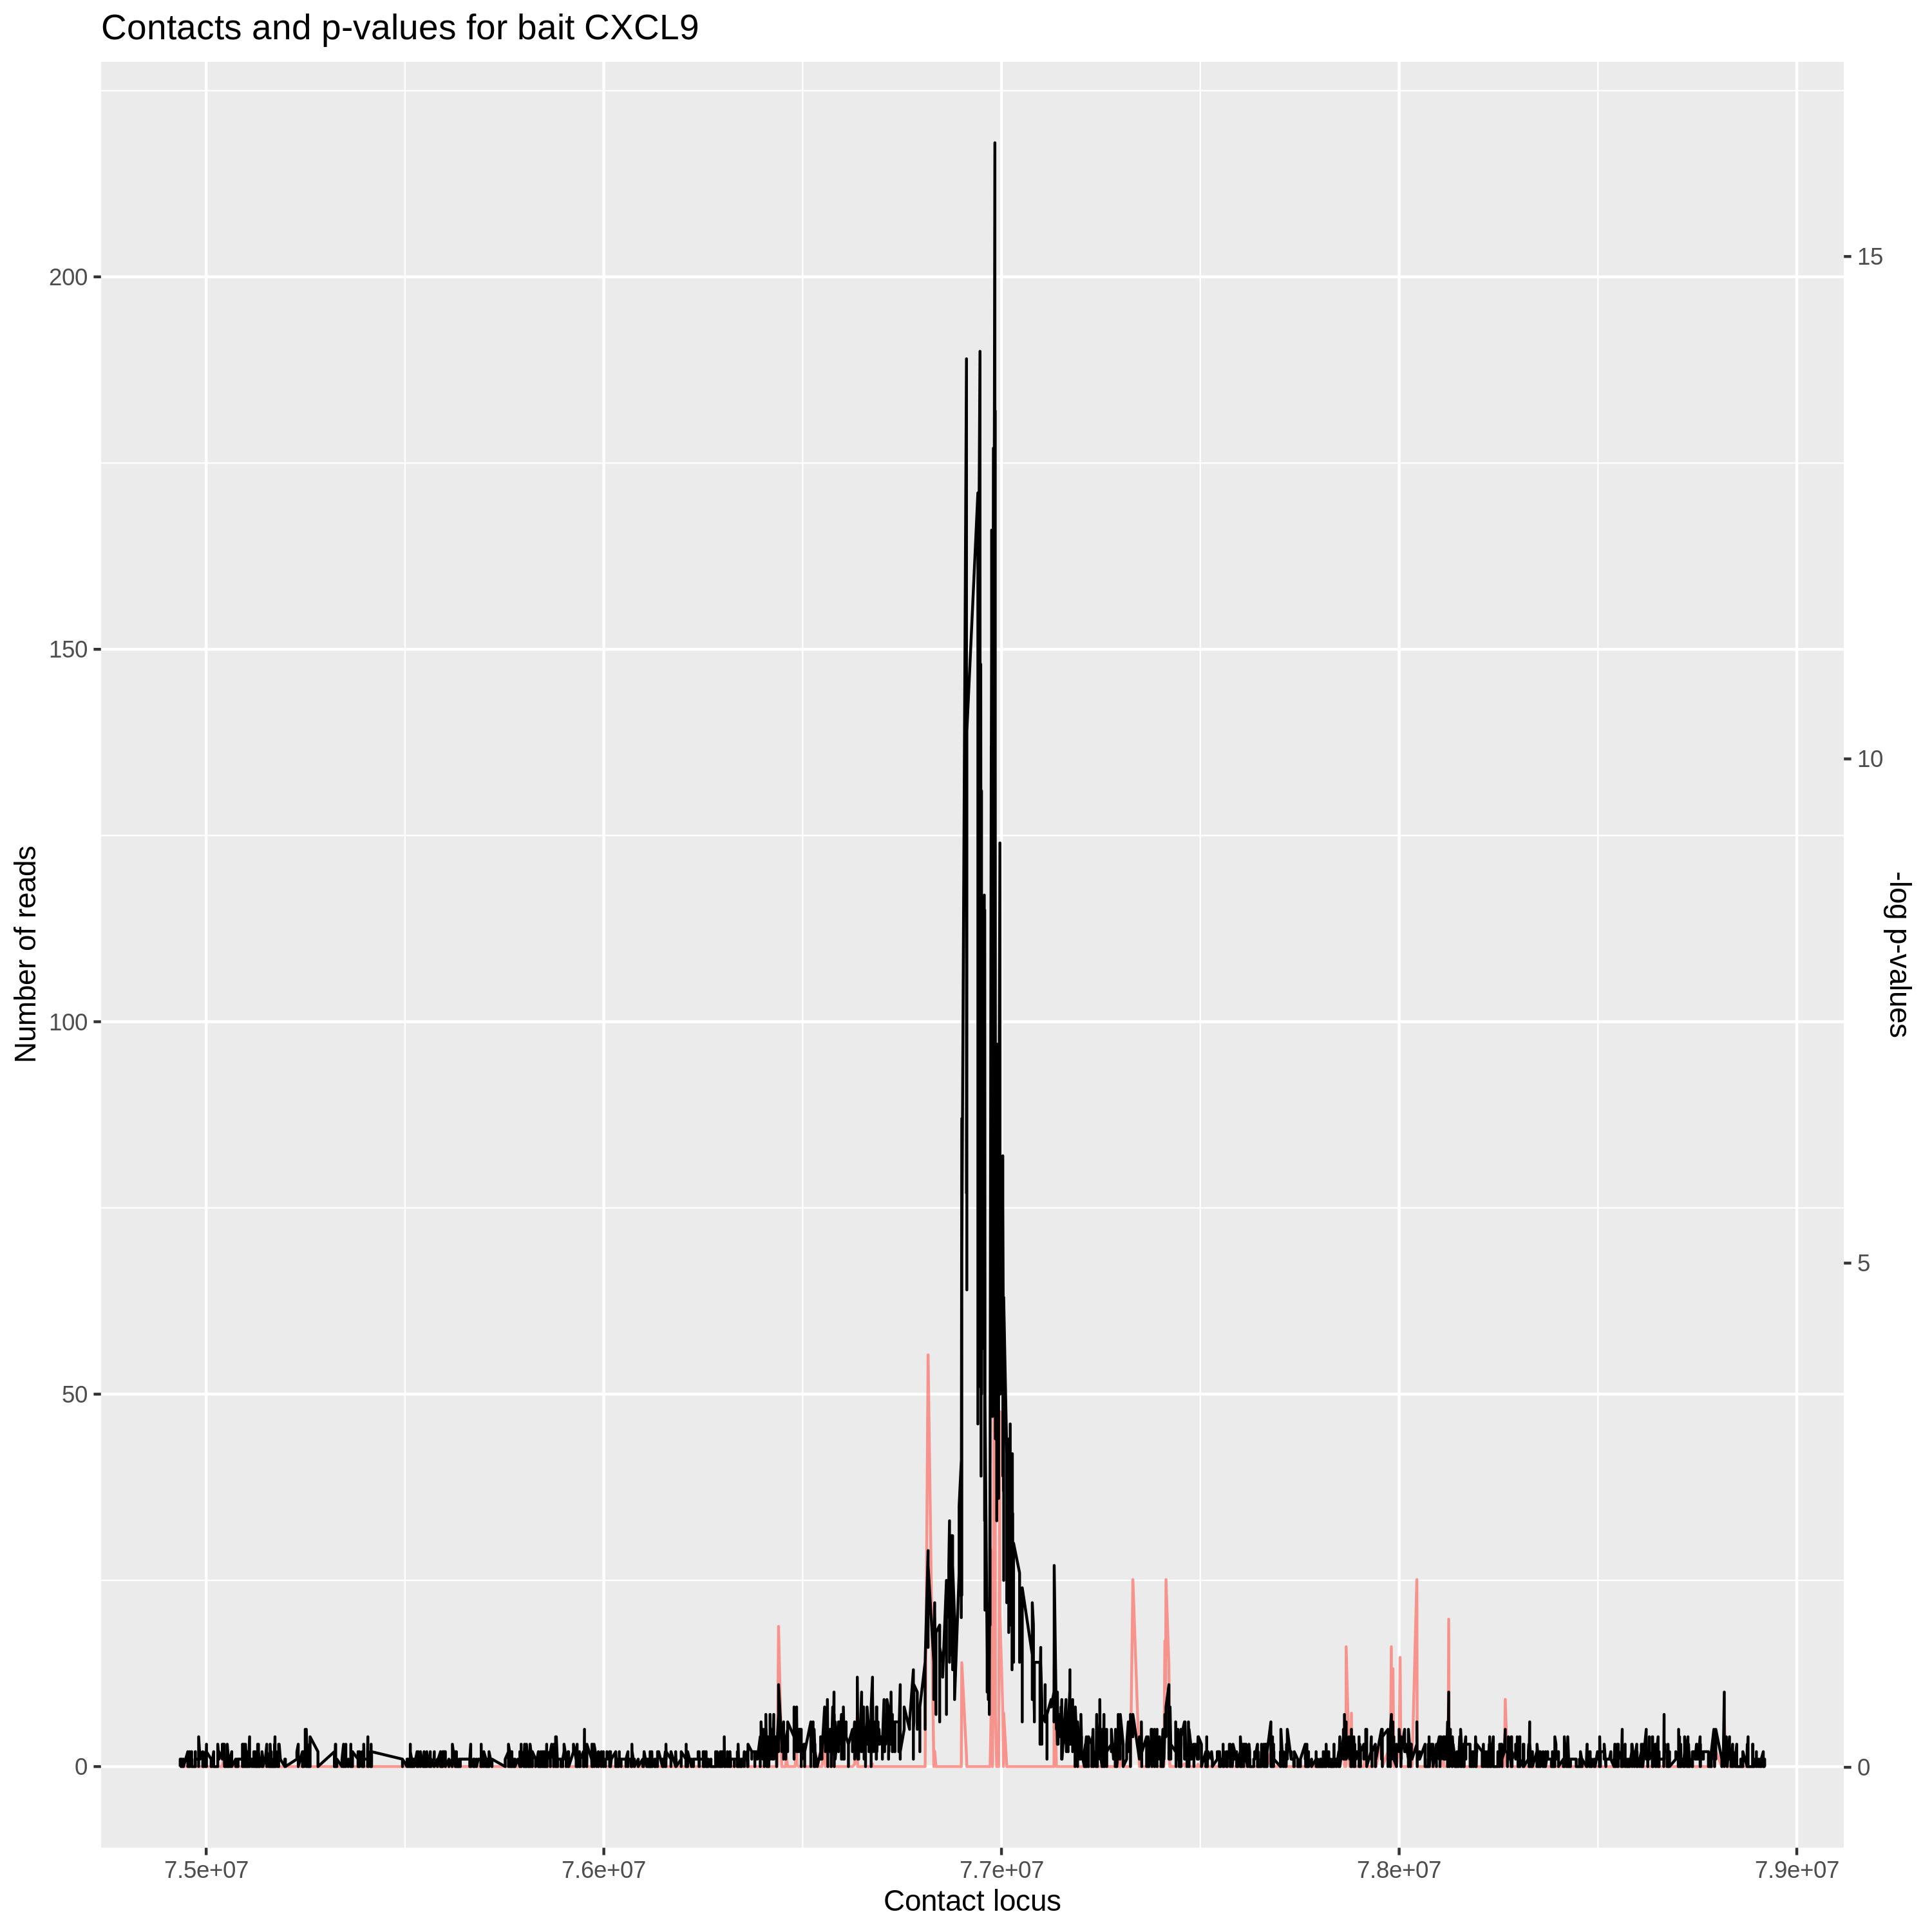 Contacts and p-values for bait CXCL9
Number of reads
200
150
100
50
0
15
10
5
0
-log p-values
7.5e+07
7.6e+07
7.7e+07
7.8e+07
7.9e+07
Contact locus